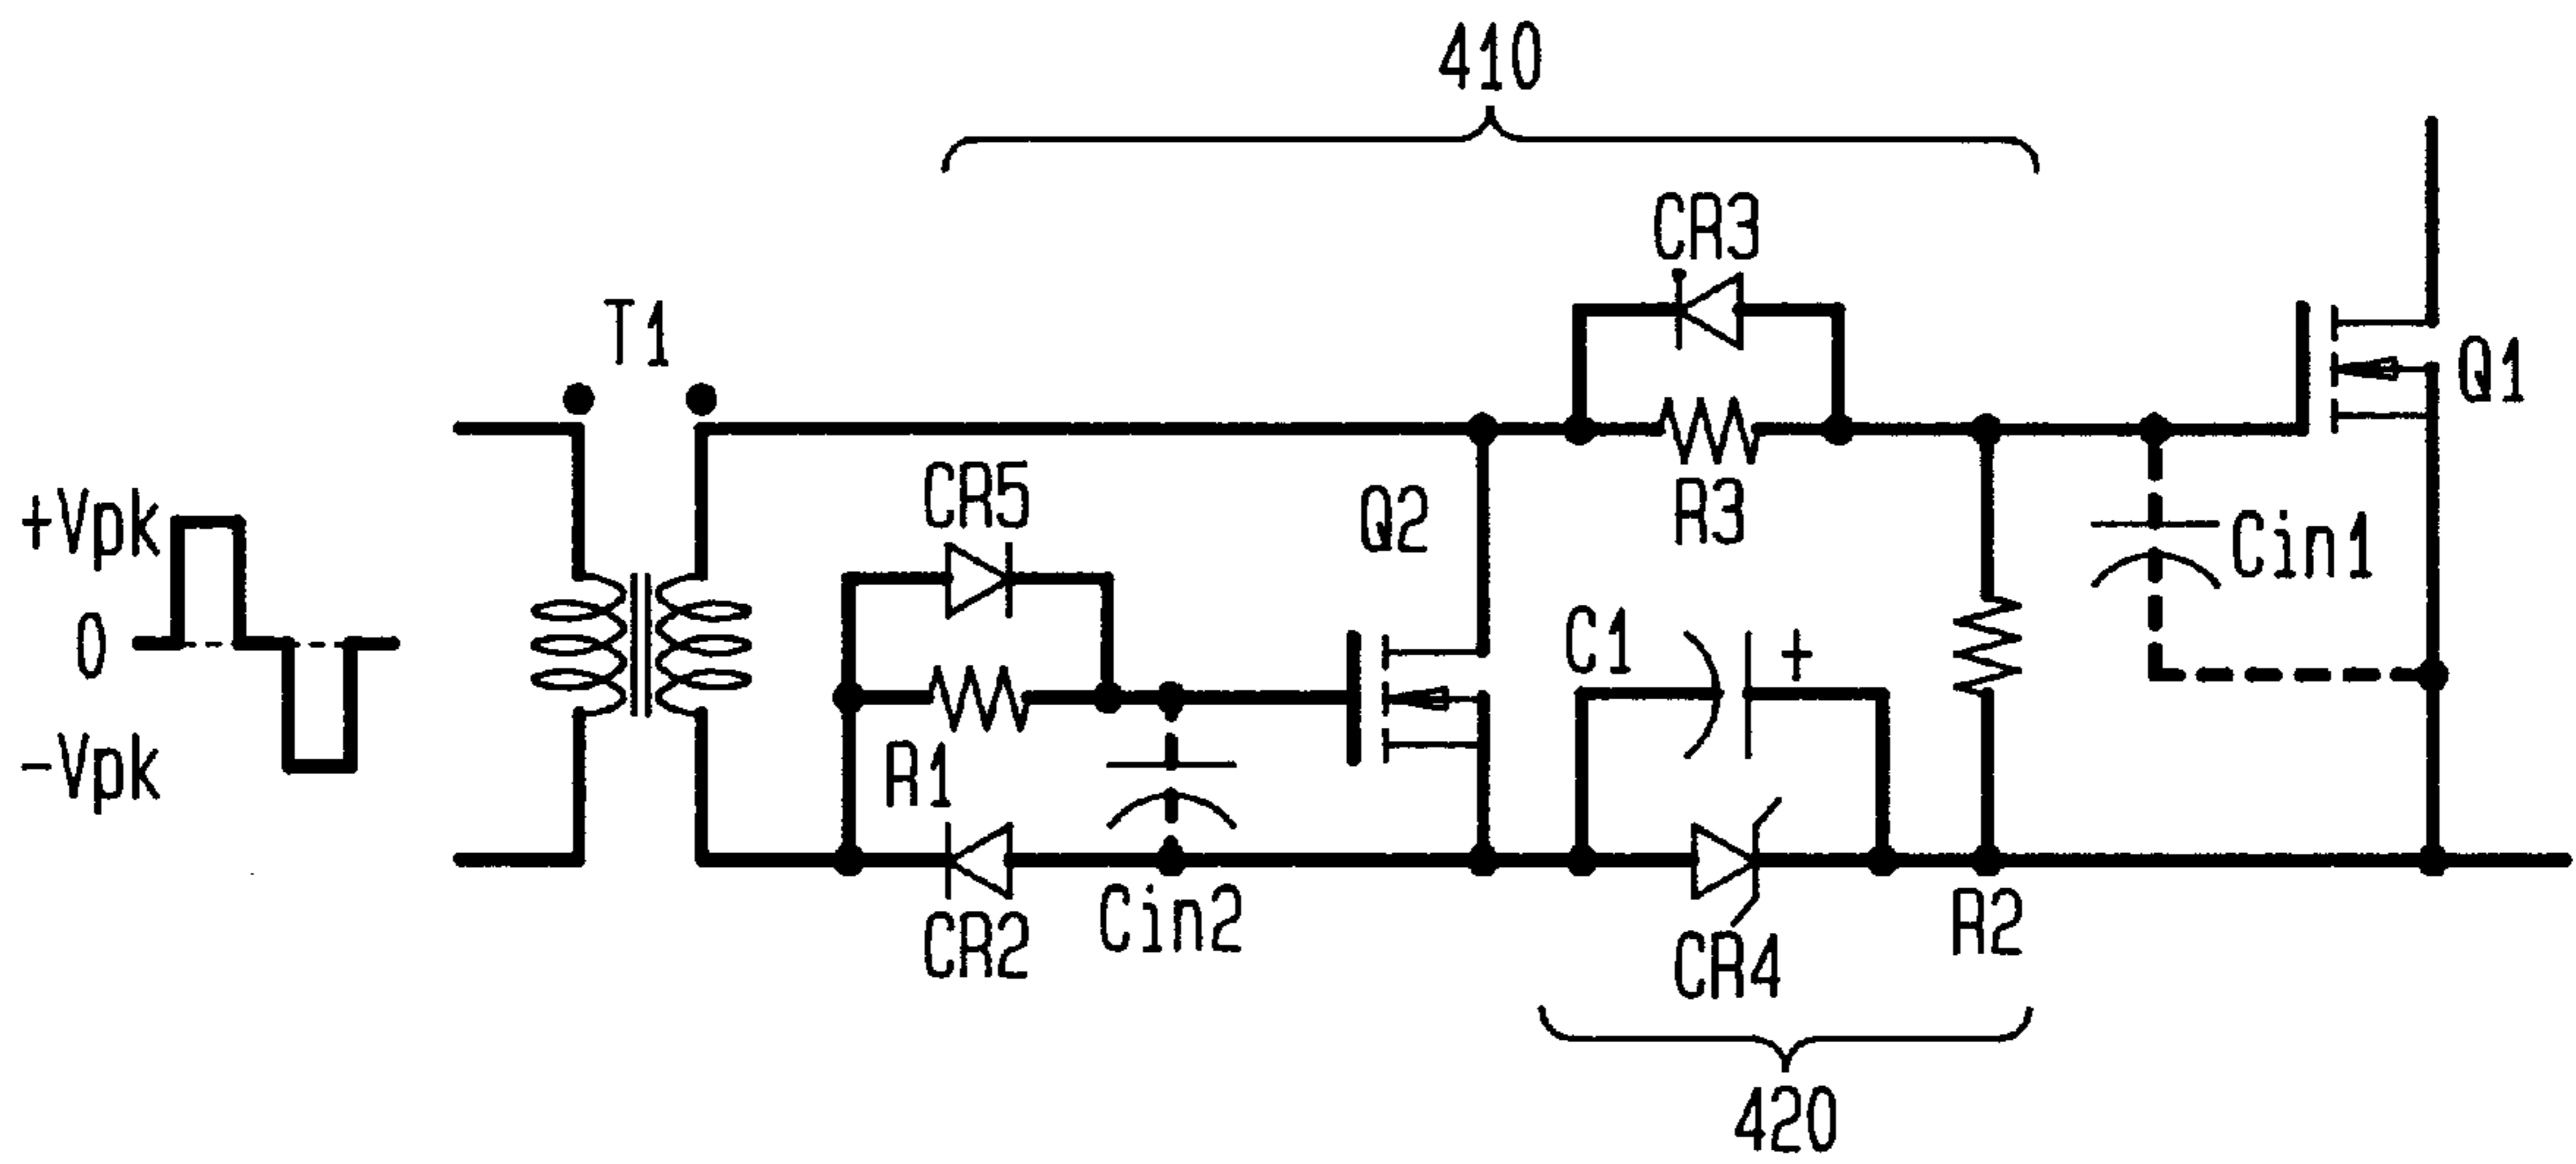 410
CR3
T1
Q1
CR5
+Vpk
Q2
R3
Cin1
0
C1
+
R1
-Vpk
CR2
Cin2
CR4
R2
420